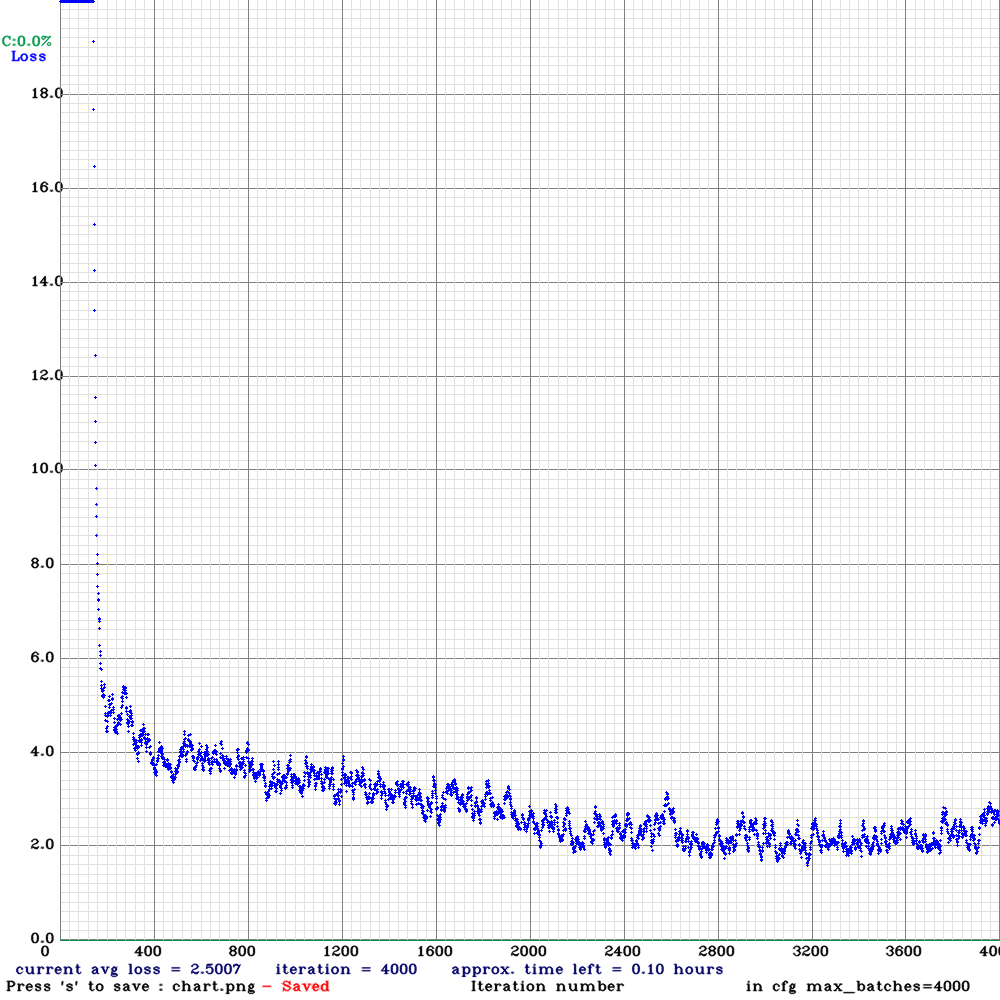 C:0.0%
Loss
18.0
16.0
14.0
12.0
10.0
8.0
6.0
4.0
2.0
0.0
0 400 800 1200 1600 2000 2400 2800 3200 3600 400
current avg loss = 2.5007 iteration = 4000 approx. time left = 0.10 hours
Press 's' to save : chart.png - Saved Iteration number in cfg max_batches=4000